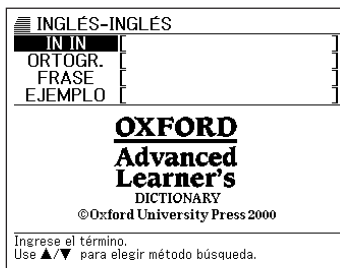 INGLÉS-INGLÉS
IN IN [ ]
ORTOGR. [ ]
FRASE [ ]
EJEMPLO [ ]
OXFORD
Advanced
Learner's
DICTIONARY
©Oxford University Press 2000
Ingrese el término.
Use ▲/▼ para elegir método búsqueda.